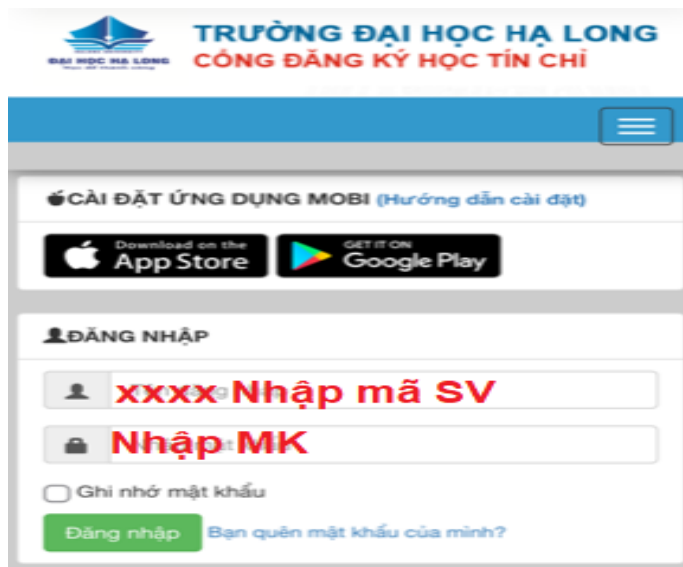 TRƯỜNG ĐẠI HỌC HẠ LONG
ĐẠI HỌC HẠ LONG
CỔNG ĐĂNG KÝ HỌC TÍN CHỈ
CÀI ĐẶT ỨNG DỤNG MOBI (Hướng dẫn cài đặt)
Download on the
App Store
GET IT ON
Google Play
ĐĂNG NHẬP
xxxx Nhập mã SV
Nhập MK
Ghi nhớ mật khẩu
Đăng nhập Bạn quên mật khẩu của mình?